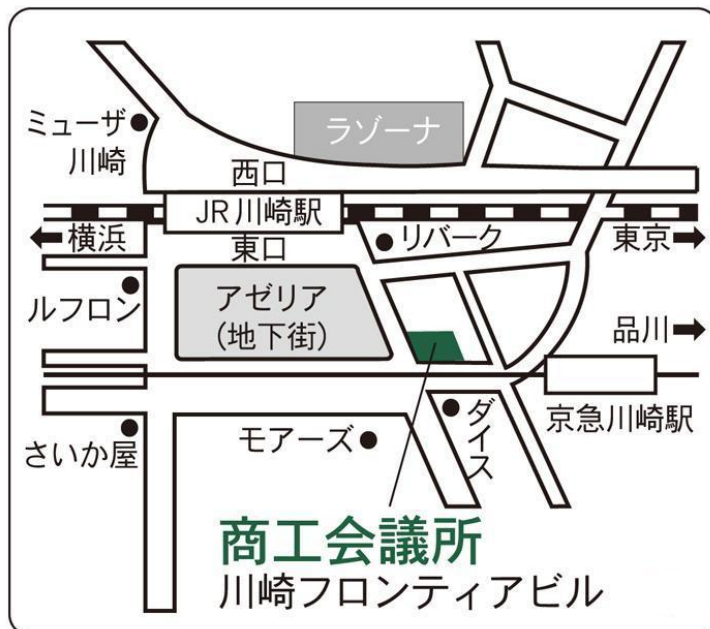 ミューザ
川崎
ラゾーナ
西口
JR川崎駅
横浜
東口
リバーク
東京
ルフロン
アゼリア
(地下街)
品川
京急川崎駅
さいか屋
モアーズ
ダイス
商工会議所
川崎フロンティアビル